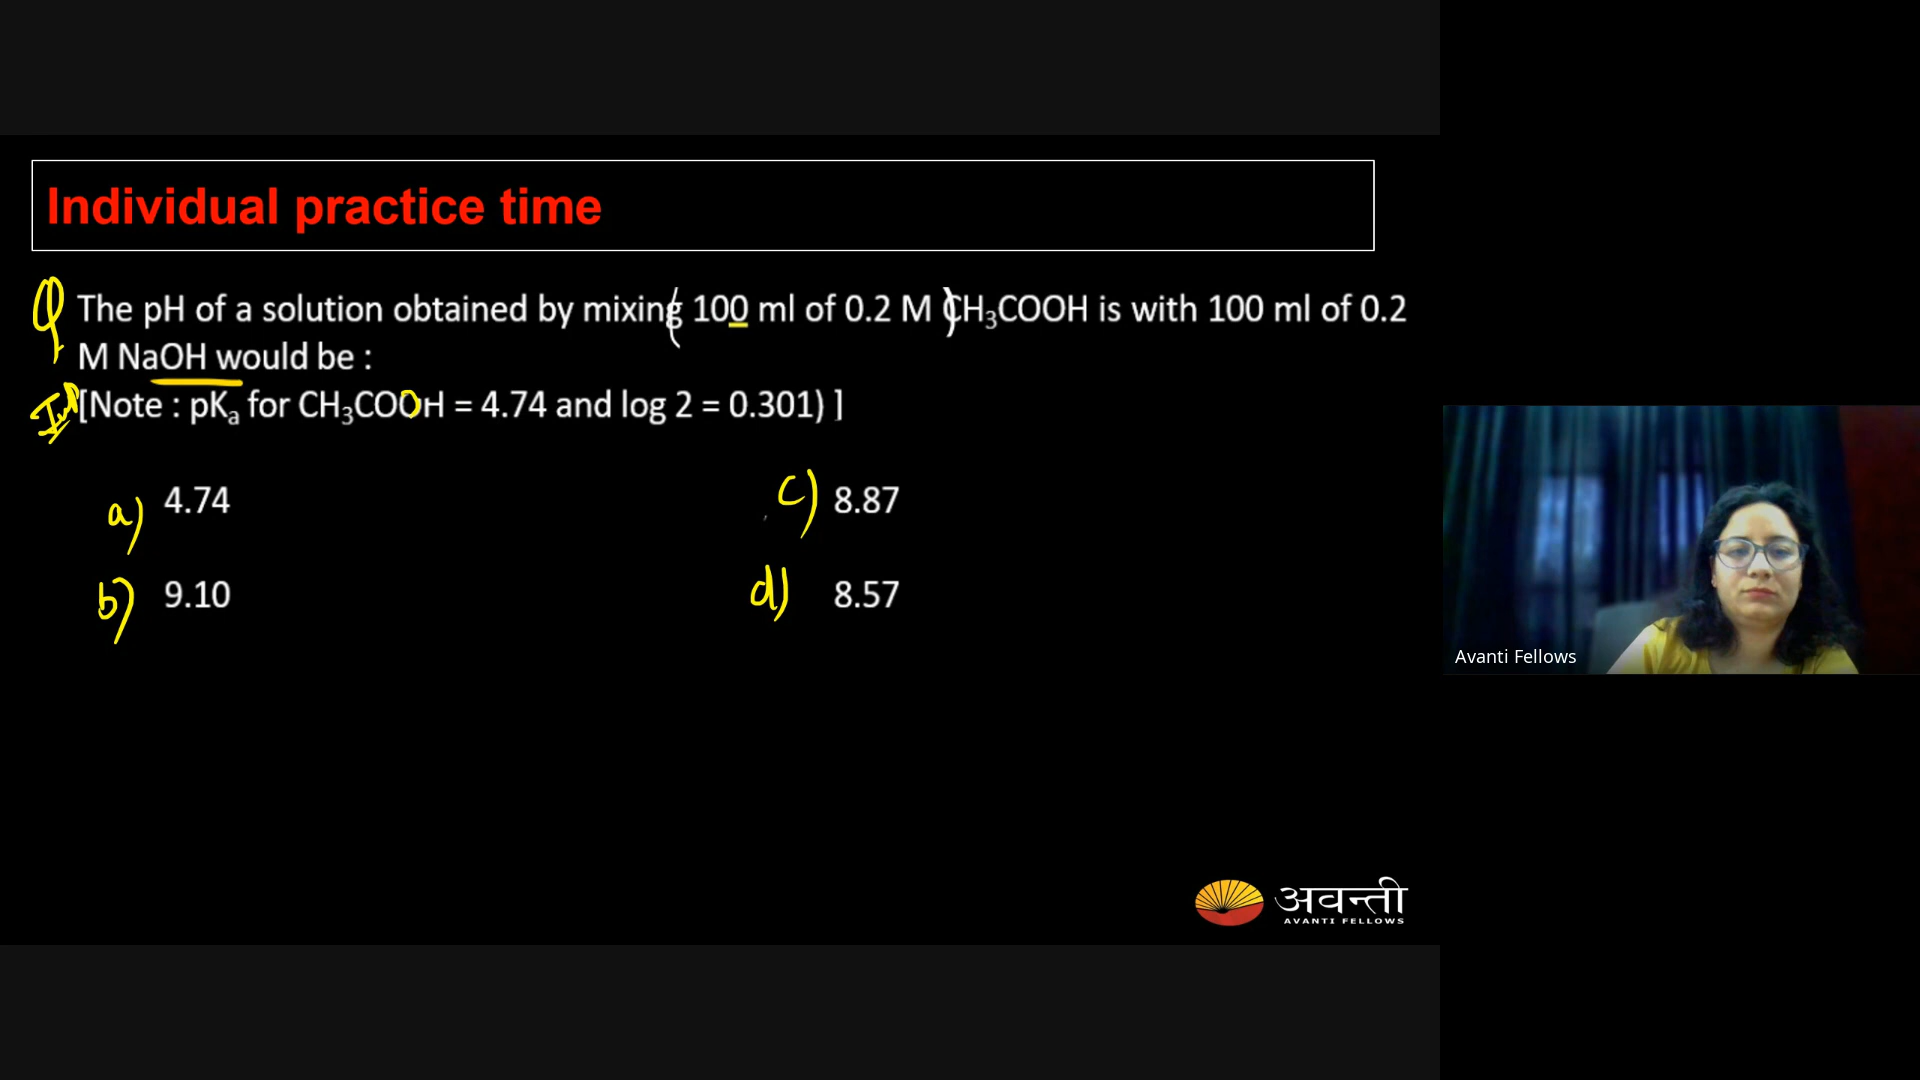 Individual practice time
Q The pH of a solution obtained by mixing ( 100 ml of 0.2 M ) CH₃COOH is with 100 ml of 0.2
M NaOH would be :
Imp [Note : pKₐ for CH₃COOH = 4.74 and log 2 = 0.301) ]
a) 4.74
c) 8.87
b) 9.10
d) 8.57
Avanti Fellows
अवन्ती
AVANTI FELLOWS